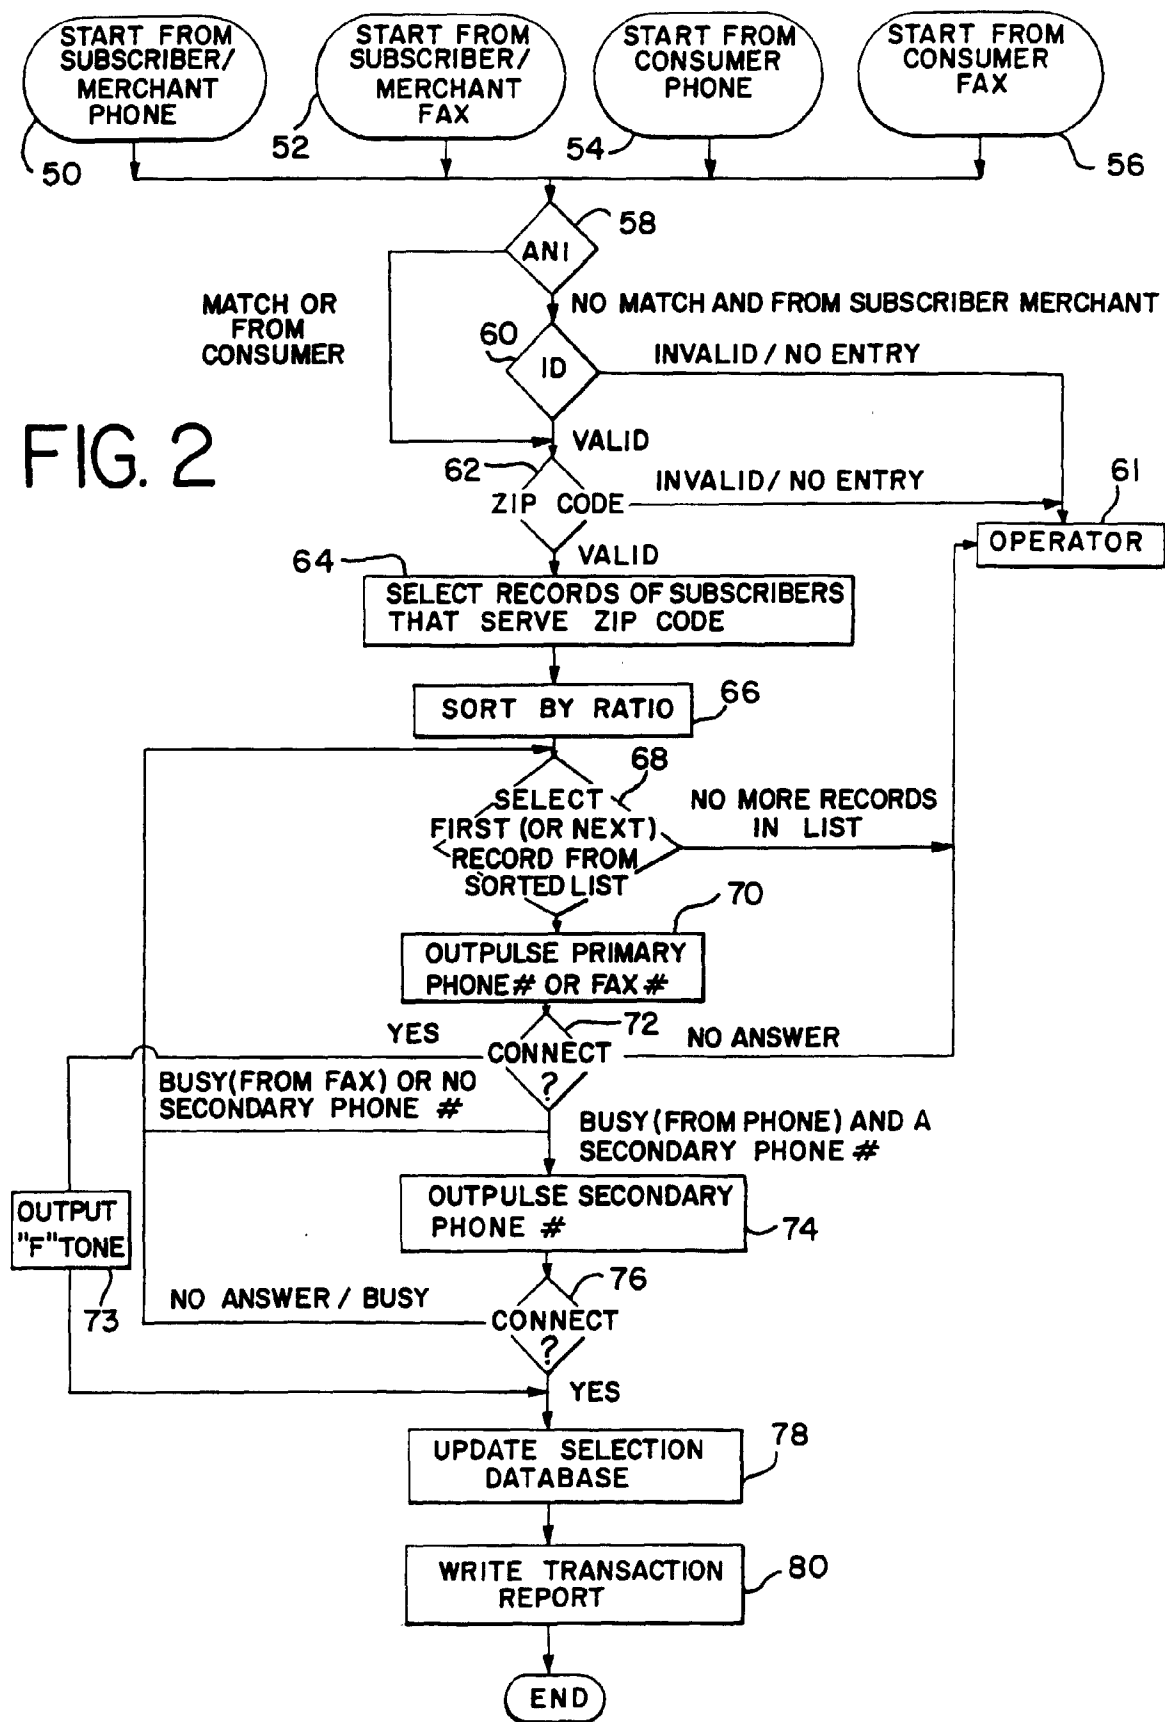 START FROM
SUBSCRIBER/
MERCHANT
PHONE
START FROM
SUBSCRIBER/
MERCHANT
FAX
START FROM
CONSUMER
PHONE
START FROM
CONSUMER
FAX
50
52
54
56
58
ANI
MATCH OR
FROM
CONSUMER
NO MATCH AND FROM SUBSCRIBER MERCHANT
60
ID
INVALID / NO ENTRY
FIG. 2
VALID
62
ZIP CODE
INVALID / NO ENTRY
61
OPERATOR
VALID
64
SELECT RECORDS OF SUBSCRIBERS
THAT SERVE ZIP CODE
SORT BY RATIO
66
68
SELECT
FIRST (OR NEXT)
RECORD FROM
SORTED LIST
NO MORE RECORDS
IN LIST
70
OUTPULSE PRIMARY
PHONE # OR FAX #
72
YES
CONNECT
?
NO ANSWER
BUSY (FROM FAX) OR NO
SECONDARY PHONE #
BUSY (FROM PHONE) AND A
SECONDARY PHONE #
OUTPUT
"F" TONE
73
OUTPULSE SECONDARY
PHONE #
74
76
NO ANSWER / BUSY
CONNECT
?
YES
UPDATE SELECTION
DATABASE
78
WRITE TRANSACTION
REPORT
80
END